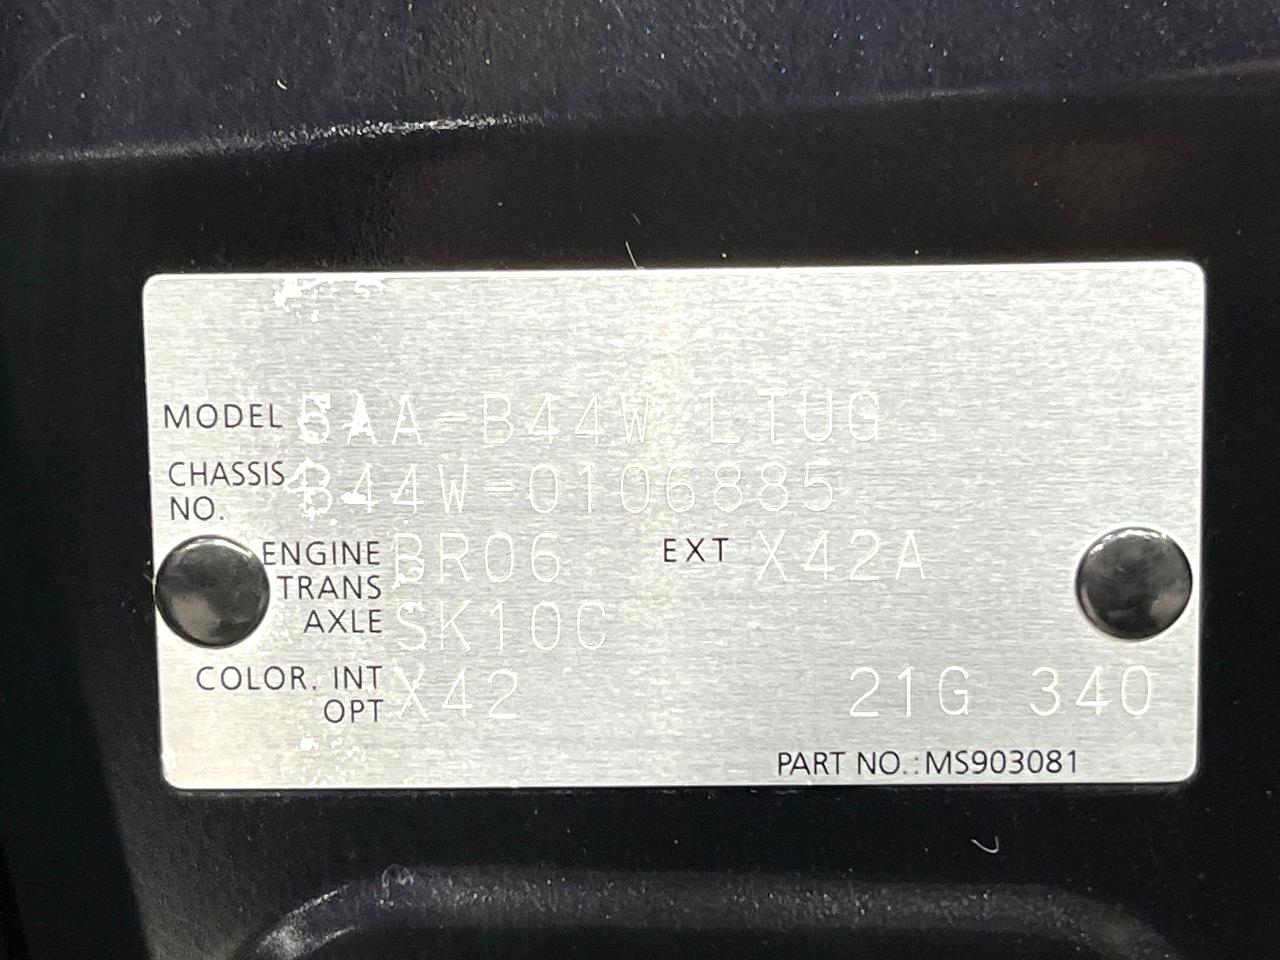 MODEL 6AA-B44W LTUG
CHASSIS NO. B44W-0106885
ENGINE BR06 EXT X42A
TRANS AXLE SK10C
COLOR. INT OPT X42 21G 340
PART NO.:MS903081